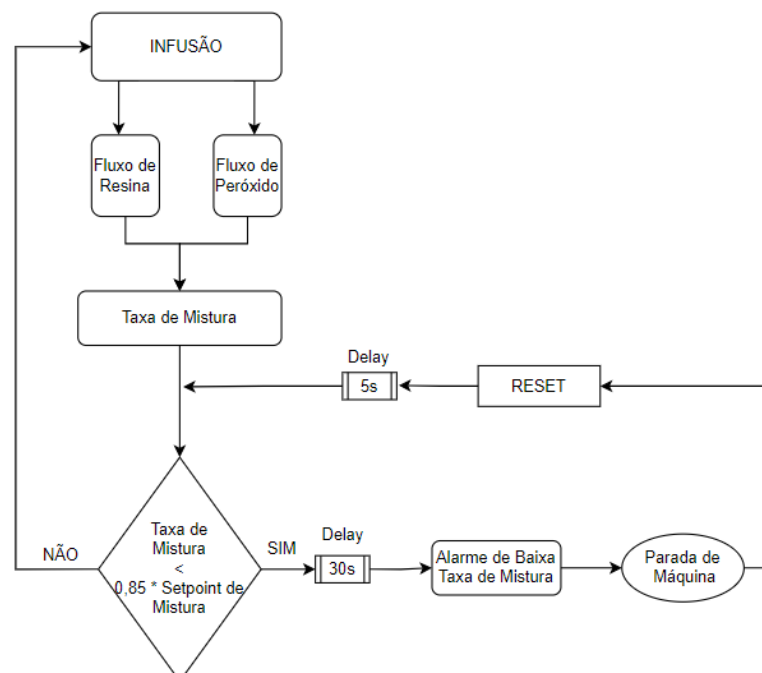 INFUSÃO
Fluxo de
Resina
Fluxo de
Peróxido
Taxa de Mistura
Delay
5s
RESET
Taxa de
Mistura
<
0,85 * Setpoint de
Mistura
NÃO
SIM
Delay
30s
Alarme de Baixa
Taxa de Mistura
Parada de
Máquina